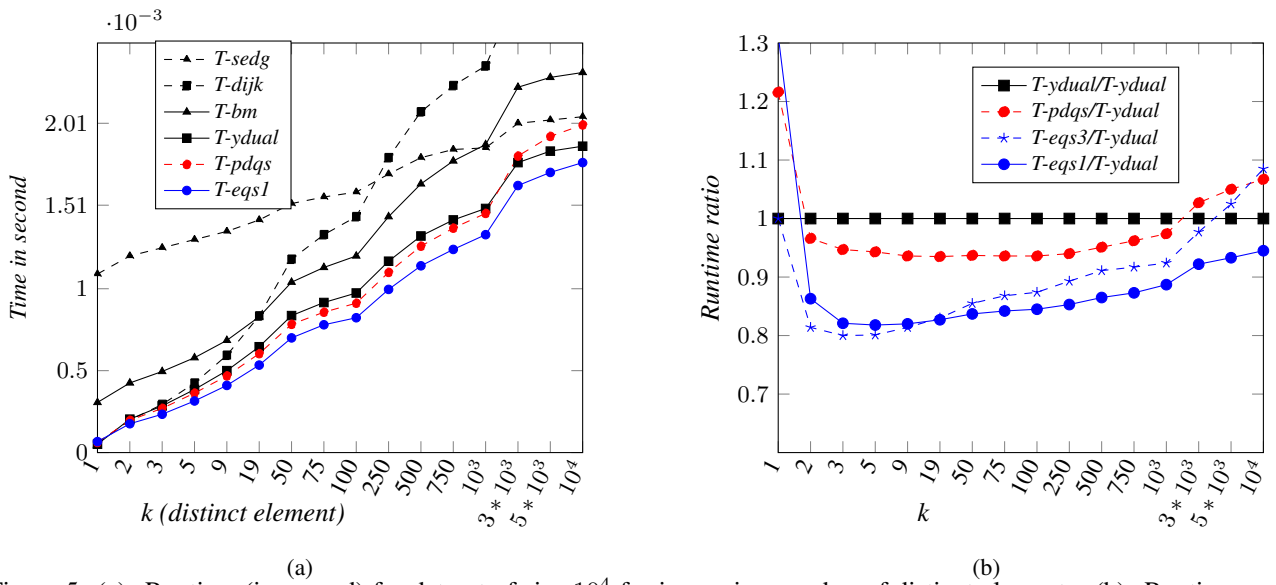 ·10⁻³
2.01
1.51
1
0.5
0
Time in second
T-sedg
T-dijk
T-bm
T-ydual
T-pdqs
T-eqs1
1 2 3 5 9 19 50 75 100 250 500 750 10³ 3 * 10³ 5 * 10³ 10⁴
k (distinct element)
(a)
1.3
1.2
1.1
1
0.9
0.8
0.7
Runtime ratio
T-ydual/T-ydual
T-pdqs/T-ydual
T-eqs3/T-ydual
T-eqs1/T-ydual
1 2 3 5 9 19 50 75 100 250 500 750 10³ 3 * 10³ 5 * 10³ 10⁴
k
(b)